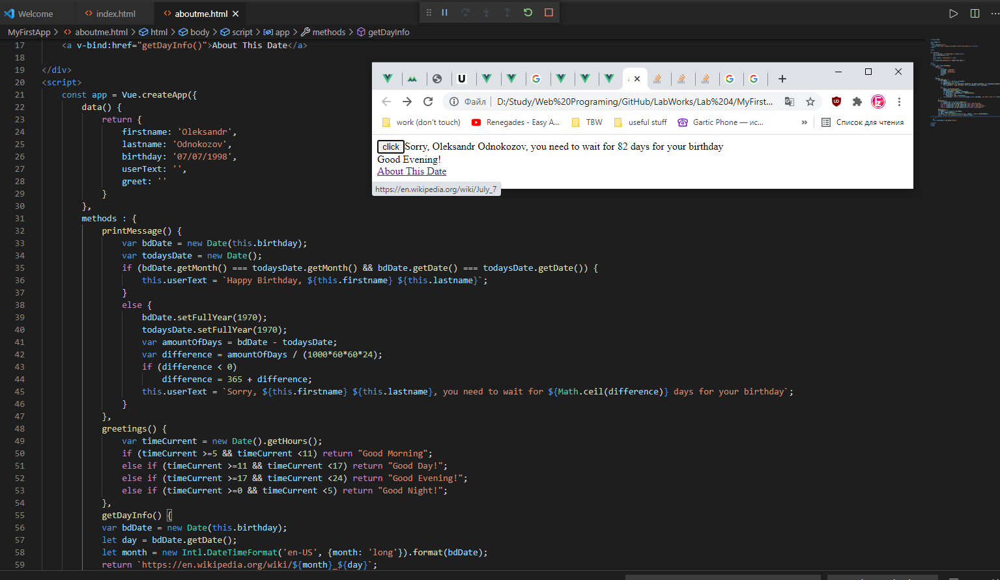 Welcome
index.html
aboutme.html
MyFirstApp > aboutme.html > html > body > script > app > methods > getDayInfo
17 <a v-bind:href="getDayInfo()">About This Date</a>
18
19 </div>
20 <script>
21 const app = Vue.createApp({
22 data() {
23 return {
24 firstname: 'Oleksandr',
25 lastname: 'Odnokozov',
26 birthday: '07/07/1998',
27 userText: '',
28 greet: ''
29 }
30 },
31 methods : {
32 printMessage() {
33 var bdDate = new Date(this.birthday);
34 var todaysDate = new Date();
35 if (bdDate.getMonth() === todaysDate.getMonth() && bdDate.getDate() === todaysDate.getDate()) {
36 this.userText = `Happy Birthday, ${this.firstname} ${this.lastname}`;
37 }
38 else {
39 bdDate.setFullYear(1970);
40 todaysDate.setFullYear(1970);
41 var amountOfDays = bdDate - todaysDate;
42 var difference = amountOfDays / (1000*60*60*24);
43 if (difference < 0)
44 difference = 365 + difference;
45 this.userText = `Sorry, ${this.firstname} ${this.lastname}, you need to wait for ${Math.ceil(difference)} days for your birthday`;
46 }
47 },
48 greetings() {
49 var timeCurrent = new Date().getHours();
50 if (timeCurrent >=5 && timeCurrent <11) return "Good Morning";
51 else if (timeCurrent >=11 && timeCurrent <17) return "Good Day!";
52 else if (timeCurrent >=17 && timeCurrent <24) return "Good Evening!";
53 else if (timeCurrent >=0 && timeCurrent <5) return "Good Night!";
54 },
55 getDayInfo() {
56 var bdDate = new Date(this.birthday);
57 let day = bdDate.getDate();
58 let month = new Intl.DateTimeFormat('en-US', {month: 'long'}).format(bdDate);
59 return `https://en.wikipedia.org/wiki/${month}_${day}`;
Файл D:/Study/Web%20Programing/GitHub/LabWorks/Lab%204/MyFirst...
work (don't touch)
Renegades - Easy A...
TBW
useful stuff
Gartic Phone — ис...
»
Список для чтения
click Sorry, Oleksandr Odnokozov, you need to wait for 82 days for your birthday
Good Evening!
About This Date
https://en.wikipedia.org/wiki/July_7